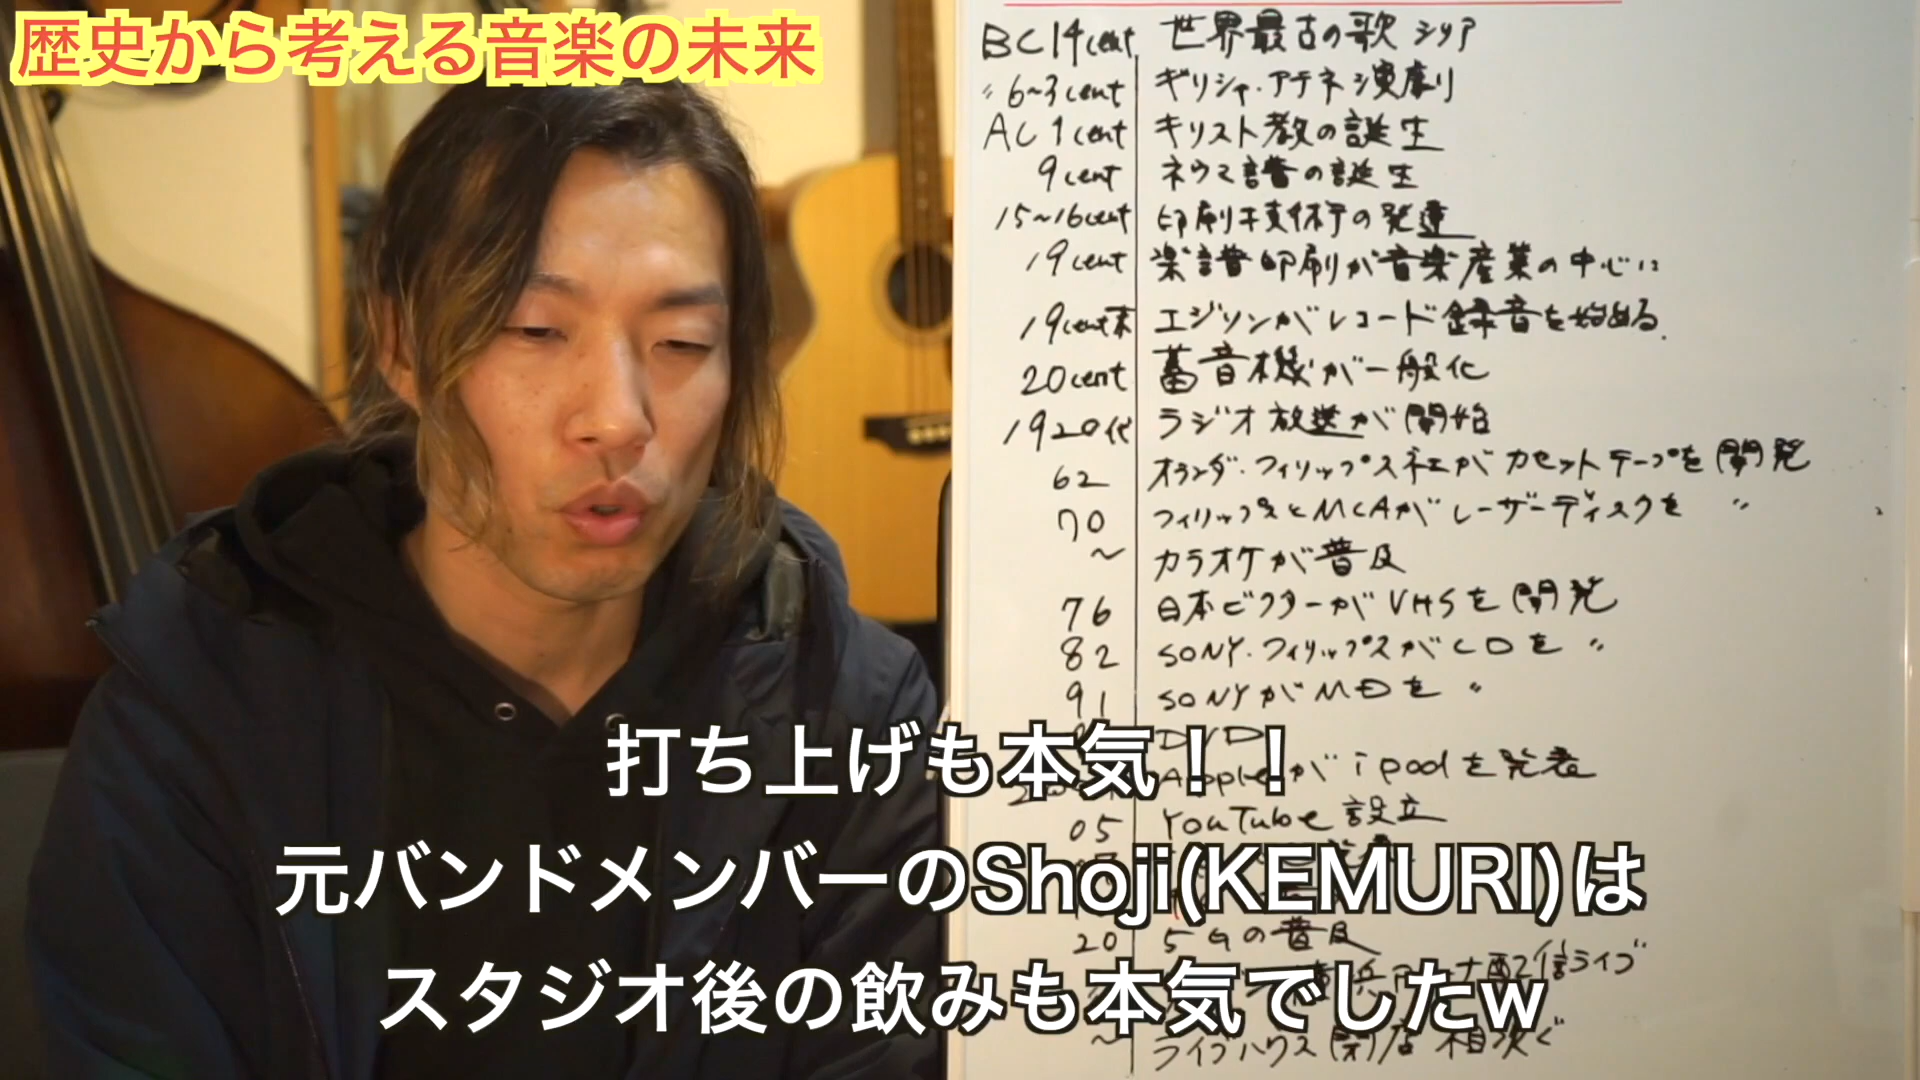 歴史から考える音楽の未来
BC14cent 世界最古の歌 シリア
〃6~3cent ギリシャ・アテネシ演劇
AC1cent キリスト教の誕生
9cent ネウマ譜の誕生
15~16cent 印刷技術の発達
19cent 楽譜印刷が音楽産業の中心に
19cent末 エジソンがレコード録音を始める.
20cent 蓄音機が一般化
1920代 ラジオ放送が開始
62 オランダ・フィリップス社がカセットテープを開発
70 フィリップスとMCAがレーザーディスクを 〃
~ カラオケが普及
76 日本ビクターがVHSを開発
82 SONY・フィリップスがCDを 〃
91 SONYがMDを 〃
DVD
Appleがipodを発表
05 YouTube設立
20 5Gの普及
配信ライブ
~ ライブハウス閉店相次ぐ
打ち上げも本気！！
元バンドメンバーのShoji(KEMURI)は
スタジオ後の飲みも本気でしたw